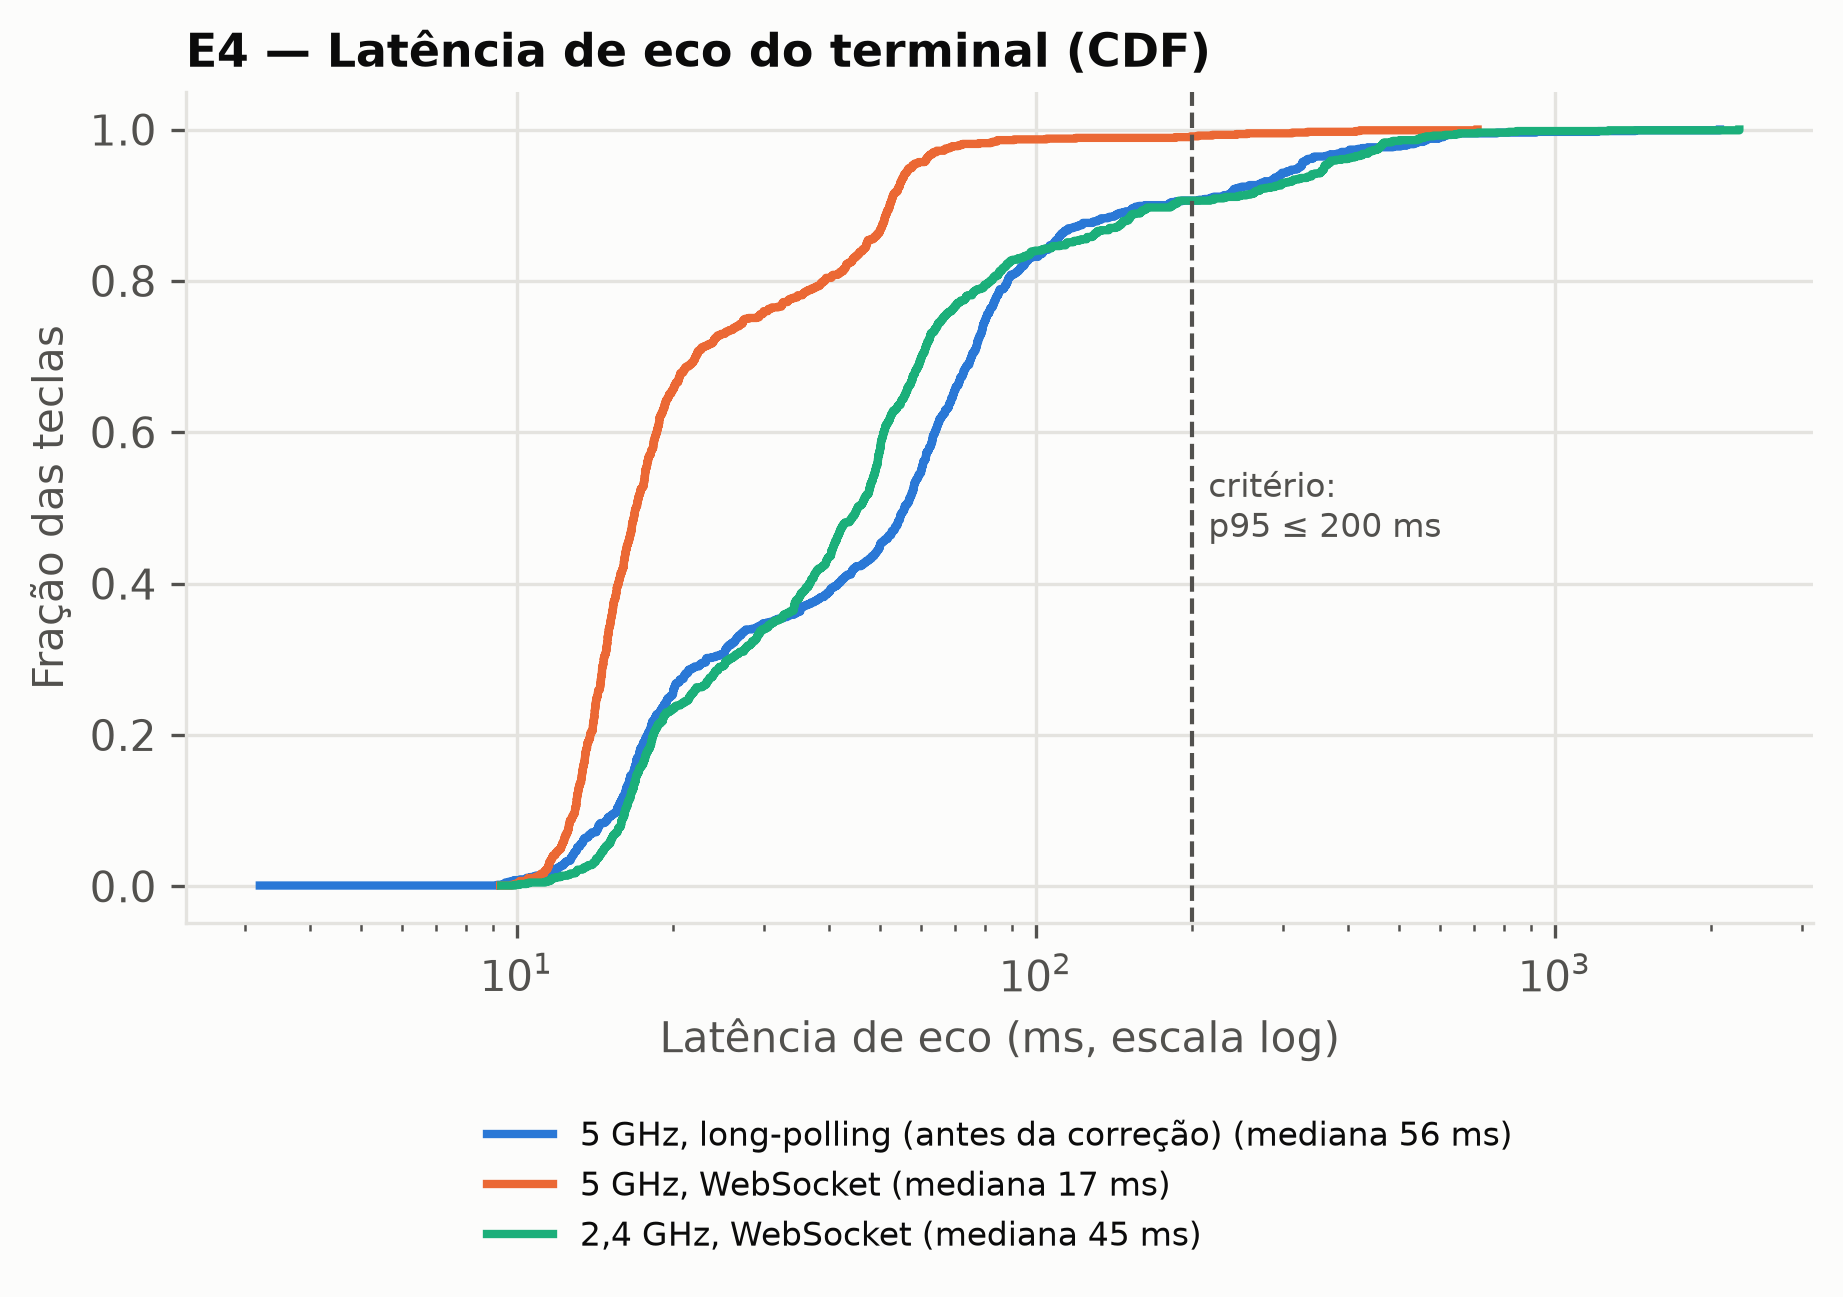 E4 — Latência de eco do terminal (CDF)
1.0
0.8
0.6
0.4
0.2
0.0
Fração das teclas
critério:
p95 ≤ 200 ms
10¹
10²
10³
Latência de eco (ms, escala log)
5 GHz, long-polling (antes da correção) (mediana 56 ms)
5 GHz, WebSocket (mediana 17 ms)
2,4 GHz, WebSocket (mediana 45 ms)